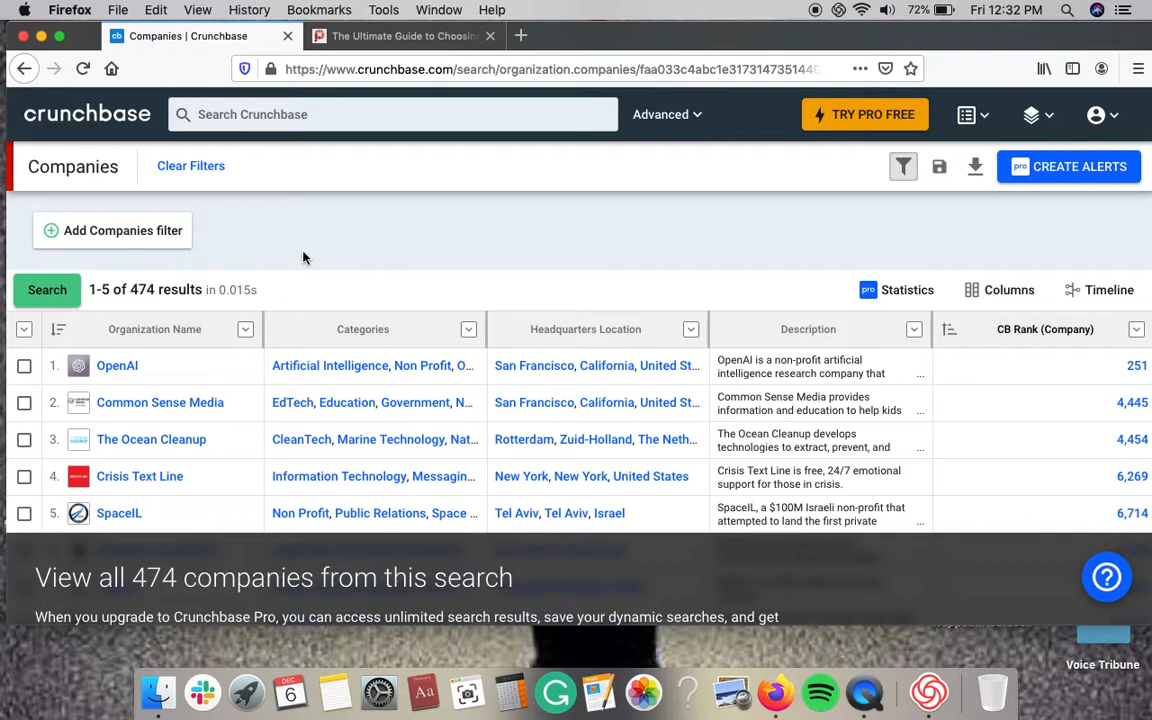 Firefox File Edit View History Bookmarks Tools Window Help 72% Fri 12:32 PM
cb Companies | Crunchbase The Ultimate Guide to Choosing
https://www.crunchbase.com/search/organization.companies/faa033c4abc1e3173147351440
crunchbase Search Crunchbase Advanced TRY PRO FREE
Companies Clear Filters pro CREATE ALERTS
Add Companies filter
Search 1-5 of 474 results in 0.015s pro Statistics Columns Timeline
Organization Name Categories Headquarters Location Description CB Rank (Company)
1. OpenAI Artificial Intelligence, Non Profit, O... San Francisco, California, United St... OpenAI is a non-profit artificial 251
intelligence research company that ...
2. Common Sense Media EdTech, Education, Government, N... San Francisco, California, United St... Common Sense Media provides 4,445
information and education to help kids ...
3. The Ocean Cleanup CleanTech, Marine Technology, Nat... Rotterdam, Zuid-Holland, The Neth... The Ocean Cleanup develops 4,454
technologies to extract, prevent, and ...
4. Crisis Text Line Information Technology, Messagin... New York, New York, United States Crisis Text Line is free, 24/7 emotional 6,269
support for those in crisis.
5. SpaceIL Non Profit, Public Relations, Space ... Tel Aviv, Tel Aviv, Israel SpaceIL, a $100M Israeli non-profit that 6,714
attempted to land the first private ...
View all 474 companies from this search
When you upgrade to Crunchbase Pro, you can access unlimited search results, save your dynamic searches, and get
Voice Tribune
DEC
6
Aa